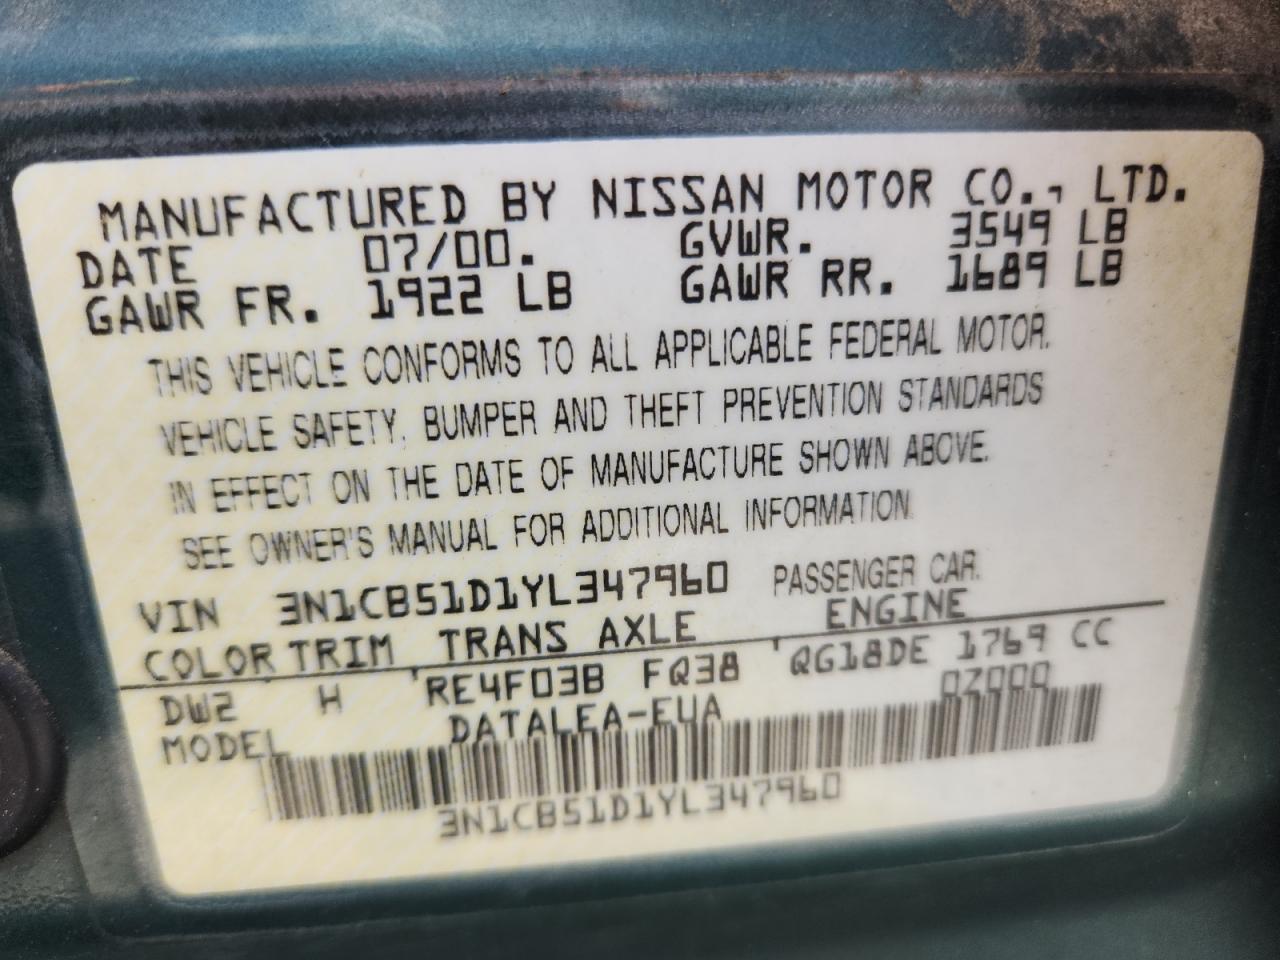 MANUFACTURED BY NISSAN MOTOR CO., LTD.
DATE 07/00. GVWR. 3549 LB
GAWR FR. 1922 LB GAWR RR. 1689 LB
THIS VEHICLE CONFORMS TO ALL APPLICABLE FEDERAL MOTOR.
VEHICLE SAFETY, BUMPER AND THEFT PREVENTION STANDARDS
IN EFFECT ON THE DATE OF MANUFACTURE SHOWN ABOVE.
SEE OWNER'S MANUAL FOR ADDITIONAL INFORMATION
VIN 3N1CB51D1YL347960 PASSENGER CAR.
COLOR TRIM TRANS AXLE ENGINE
DW2 H RE4F03B FQ38 QG18DE 1769 CC
MODEL DATALEA-EUA 0Z000
3N1CB51D1YL347960